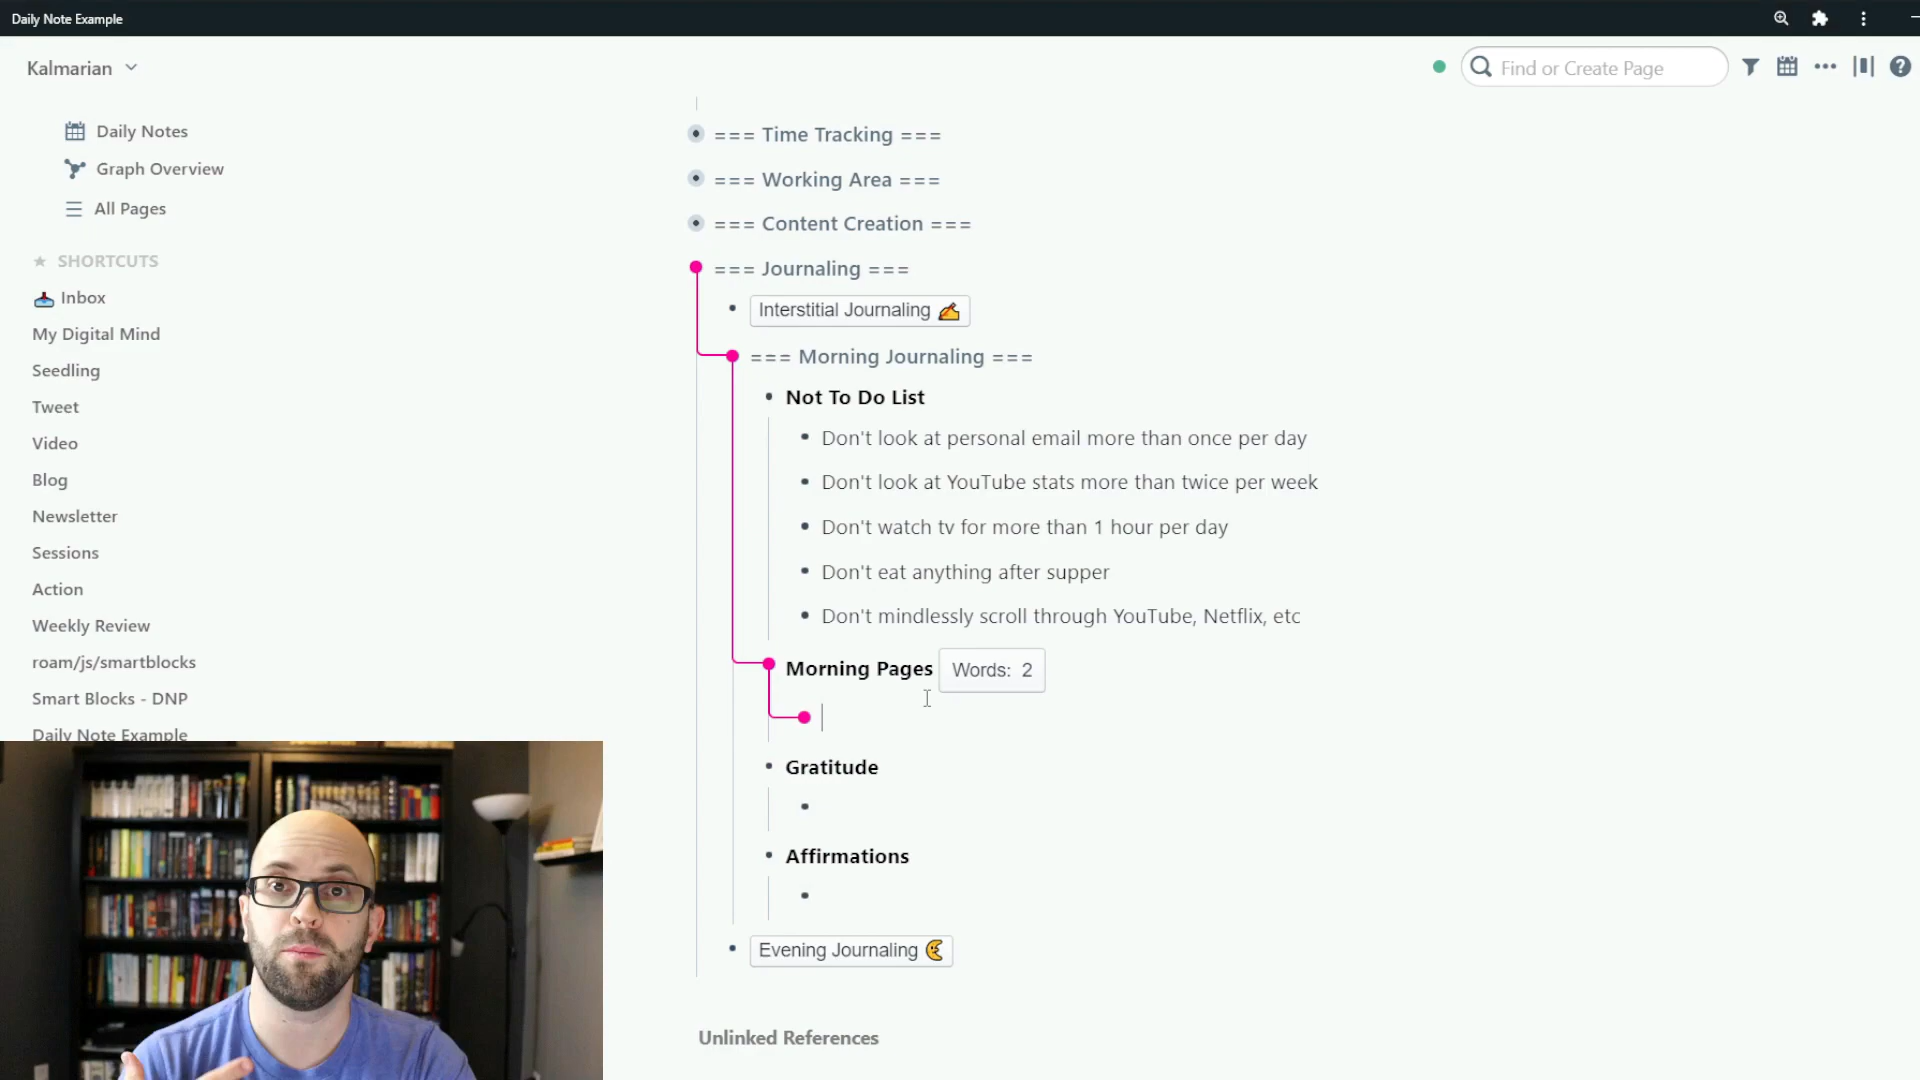 Daily Note Example
Kalmarian
Find or Create Page
Daily Notes
Graph Overview
All Pages
SHORTCUTS
Inbox
My Digital Mind
Seedling
Tweet
Video
Blog
Newsletter
Sessions
Action
Weekly Review
roam/js/smartblocks
Smart Blocks - DNP
Daily Note Example
=== Time Tracking ===
=== Working Area ===
=== Content Creation ===
=== Journaling ===
Interstitial Journaling ✍️
=== Morning Journaling ===
Not To Do List
Don't look at personal email more than once per day
Don't look at YouTube stats more than twice per week
Don't watch tv for more than 1 hour per day
Don't eat anything after supper
Don't mindlessly scroll through YouTube, Netflix, etc
Morning Pages Words: 2
Gratitude
Affirmations
Evening Journaling 🌜
Unlinked References